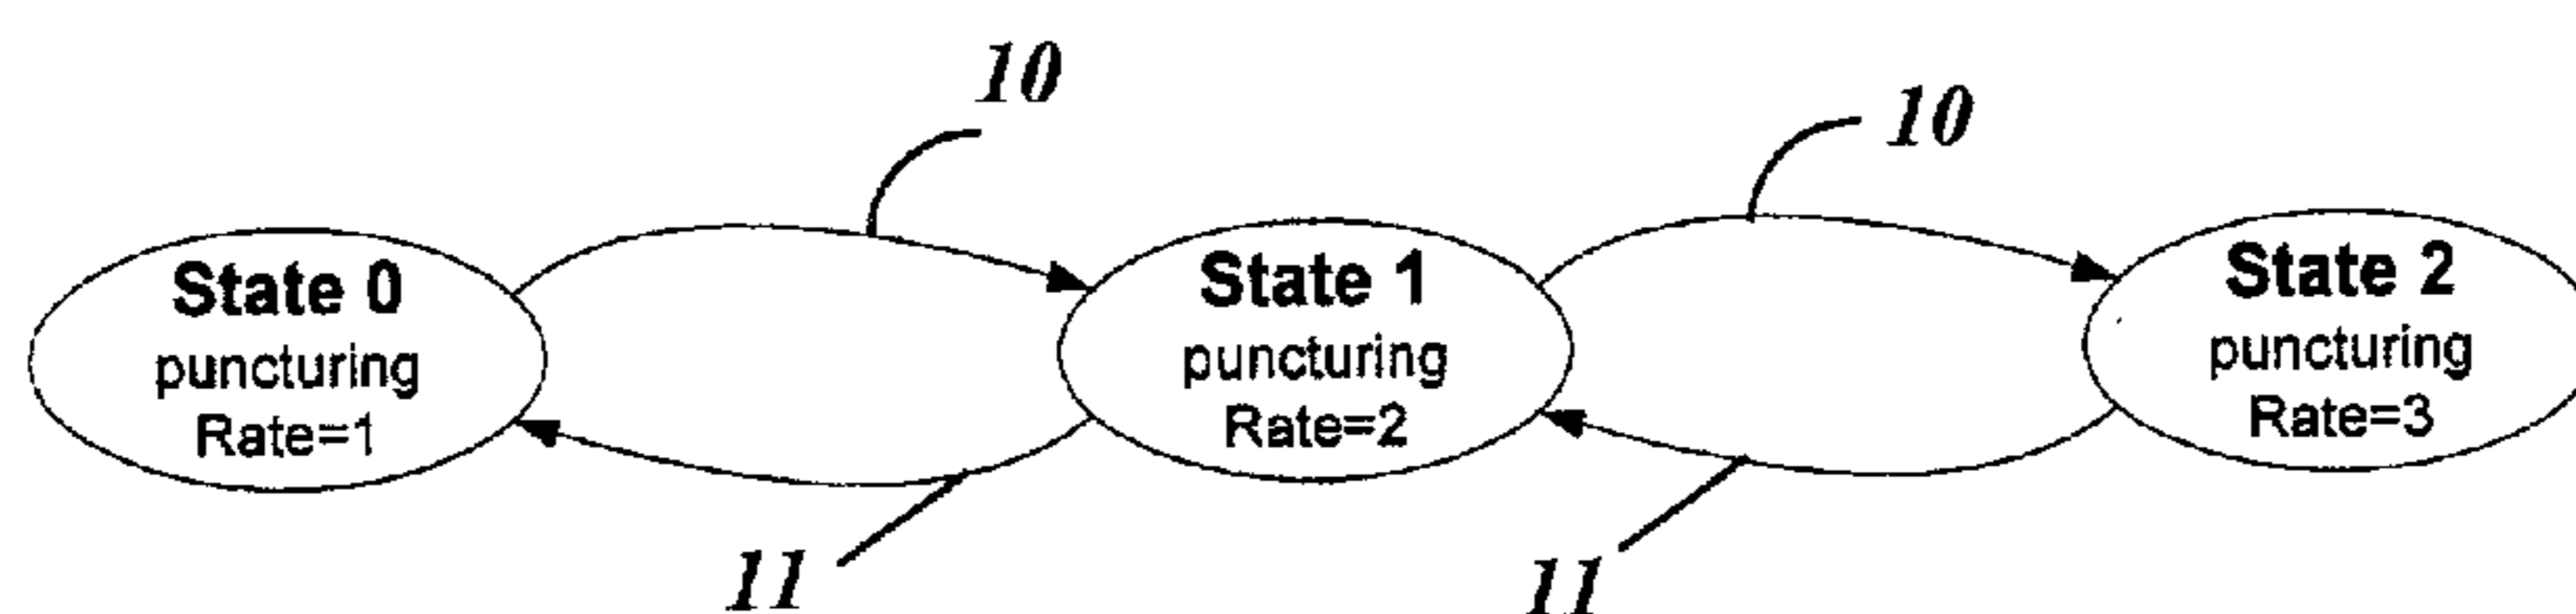 10
10
State 0
puncturing
Rate=1
State 1
puncturing
Rate=2
State 2
puncturing
Rate=3
11
11